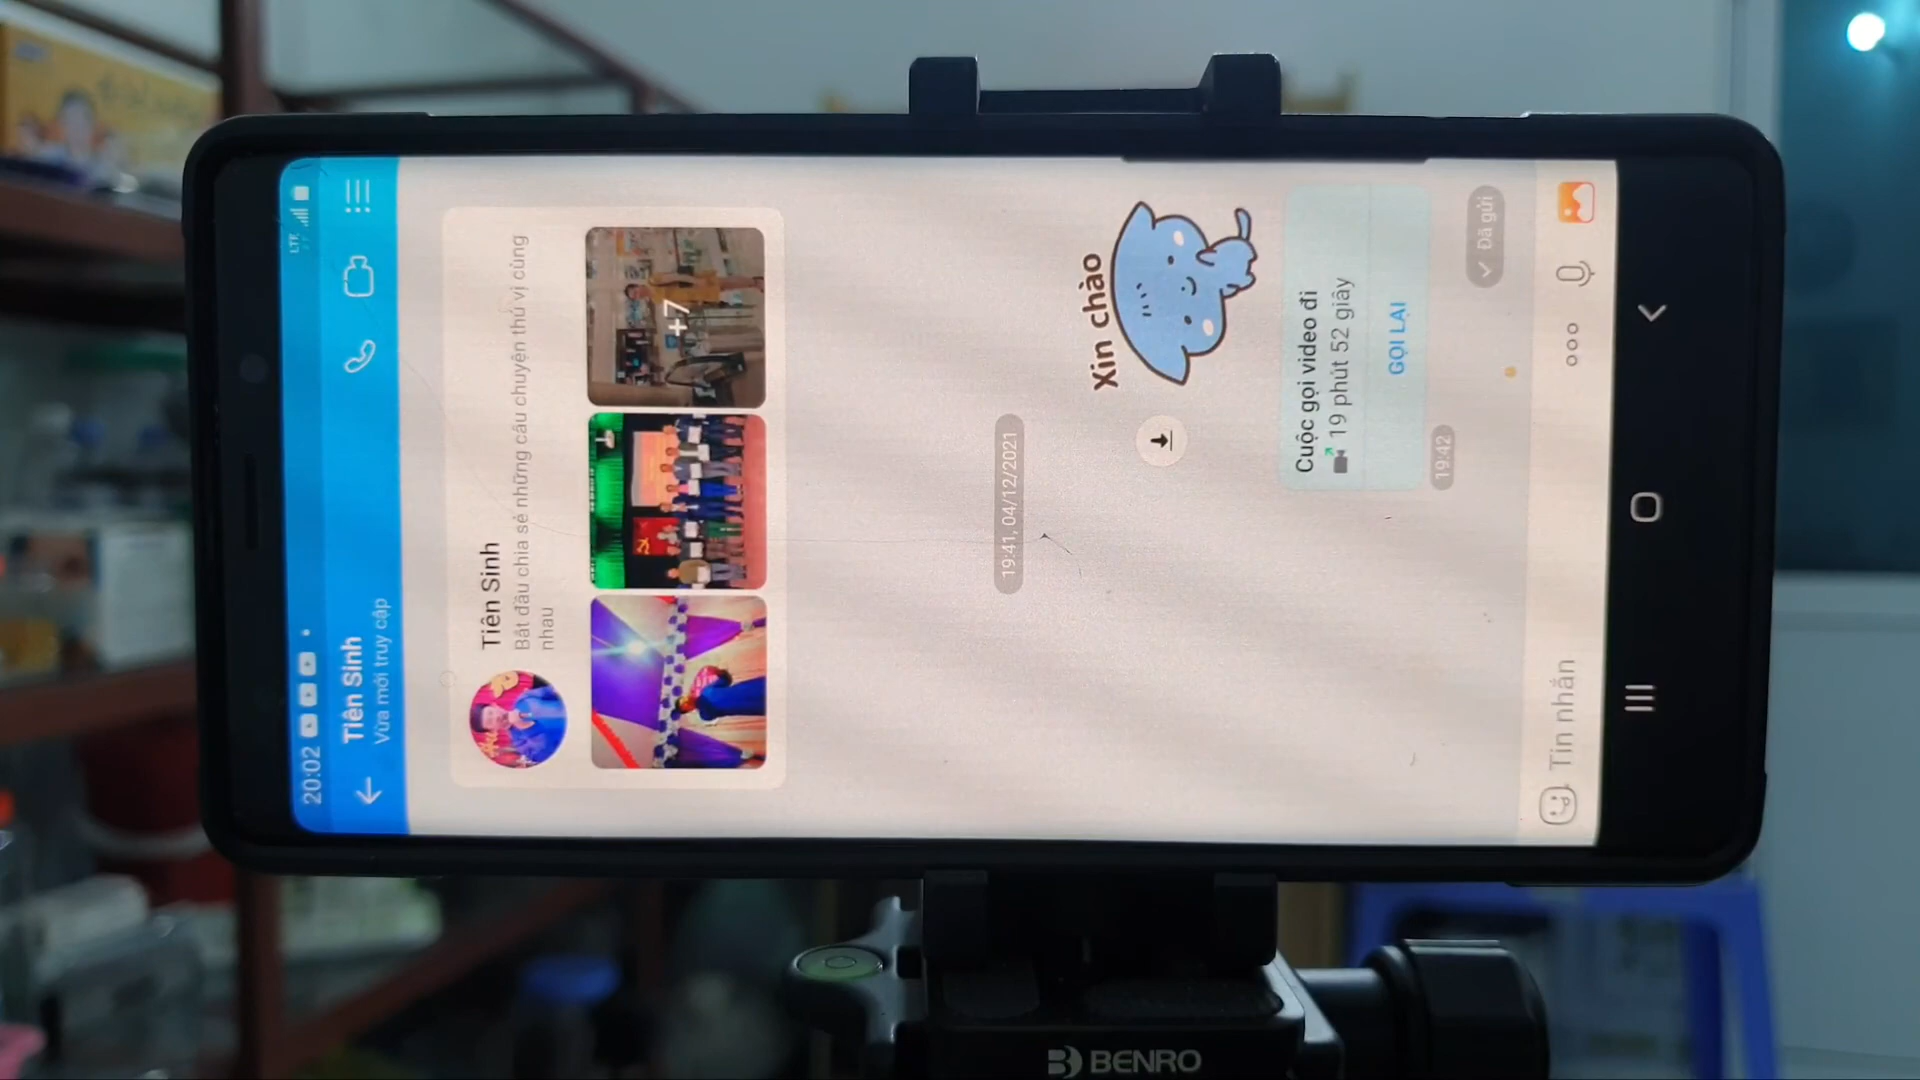 20:02
LTE
Tiên Sinh
Vừa mới truy cập
Tiên Sinh
Bắt đầu chia sẻ những câu chuyện thú vị cùng
nhau
+7
19:41, 04/12/2021
Xin chào
Cuộc gọi video đi
19 phút 52 giây
GỌI LẠI
19:42
Đã gửi
Tin nhắn
BENRO